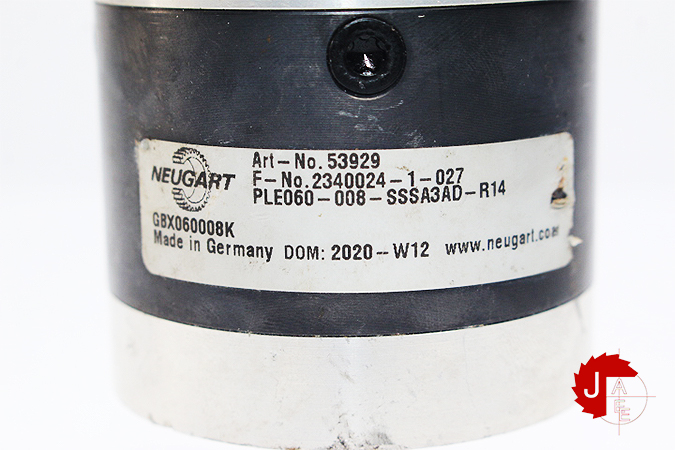 NEUGART
Art-No. 53929
F-No. 2340024-1-027
PLE060-008-SSSA3AD-R14
GBX060008K
Made in Germany DOM: 2020-W12 www.neugart.com
JAEE